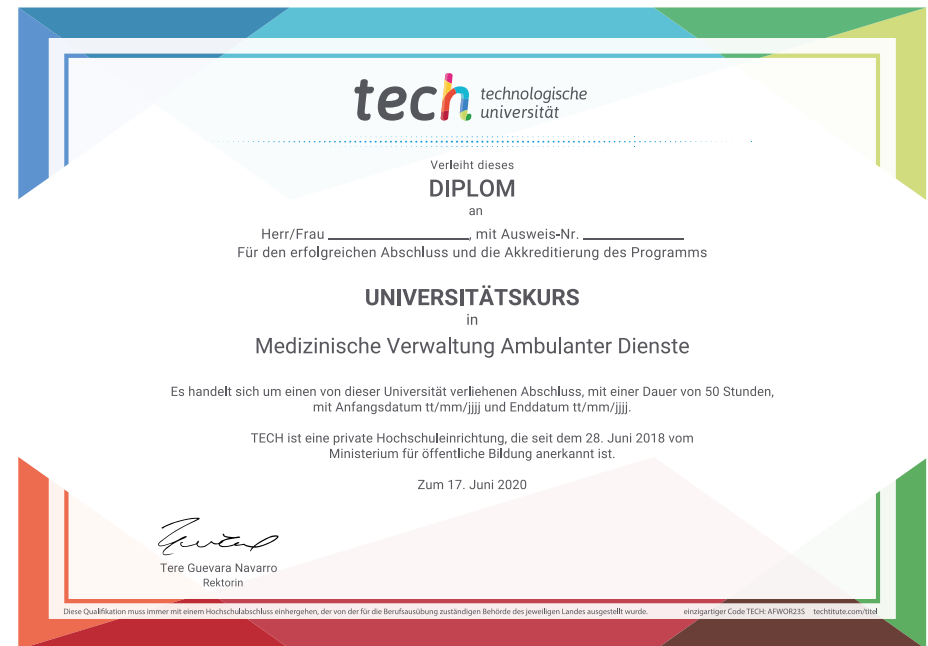 tech technologische
universität
Verleiht dieses
DIPLOM
an
Herr/Frau ________________, mit Ausweis-Nr. ____________
Für den erfolgreichen Abschluss und die Akkreditierung des Programms
UNIVERSITÄTSKURS
in
Medizinische Verwaltung Ambulanter Dienste
Es handelt sich um einen von dieser Universität verliehenen Abschluss, mit einer Dauer von 50 Stunden,
mit Anfangsdatum tt/mm/jjjj und Enddatum tt/mm/jjjj.
TECH ist eine private Hochschuleinrichtung, die seit dem 28. Juni 2018 vom
Ministerium für öffentliche Bildung anerkannt ist.
Zum 17. Juni 2020
Tere Guevara Navarro
Rektorin
Diese Qualifikation muss immer mit einem Hochschulabschluss einhergehen, der von der für die Berufsausübung zuständigen Behörde des jeweiligen Landes ausgestellt wurde. einzigartiger Code TECH: AFWOR23S techtitute.com/titel